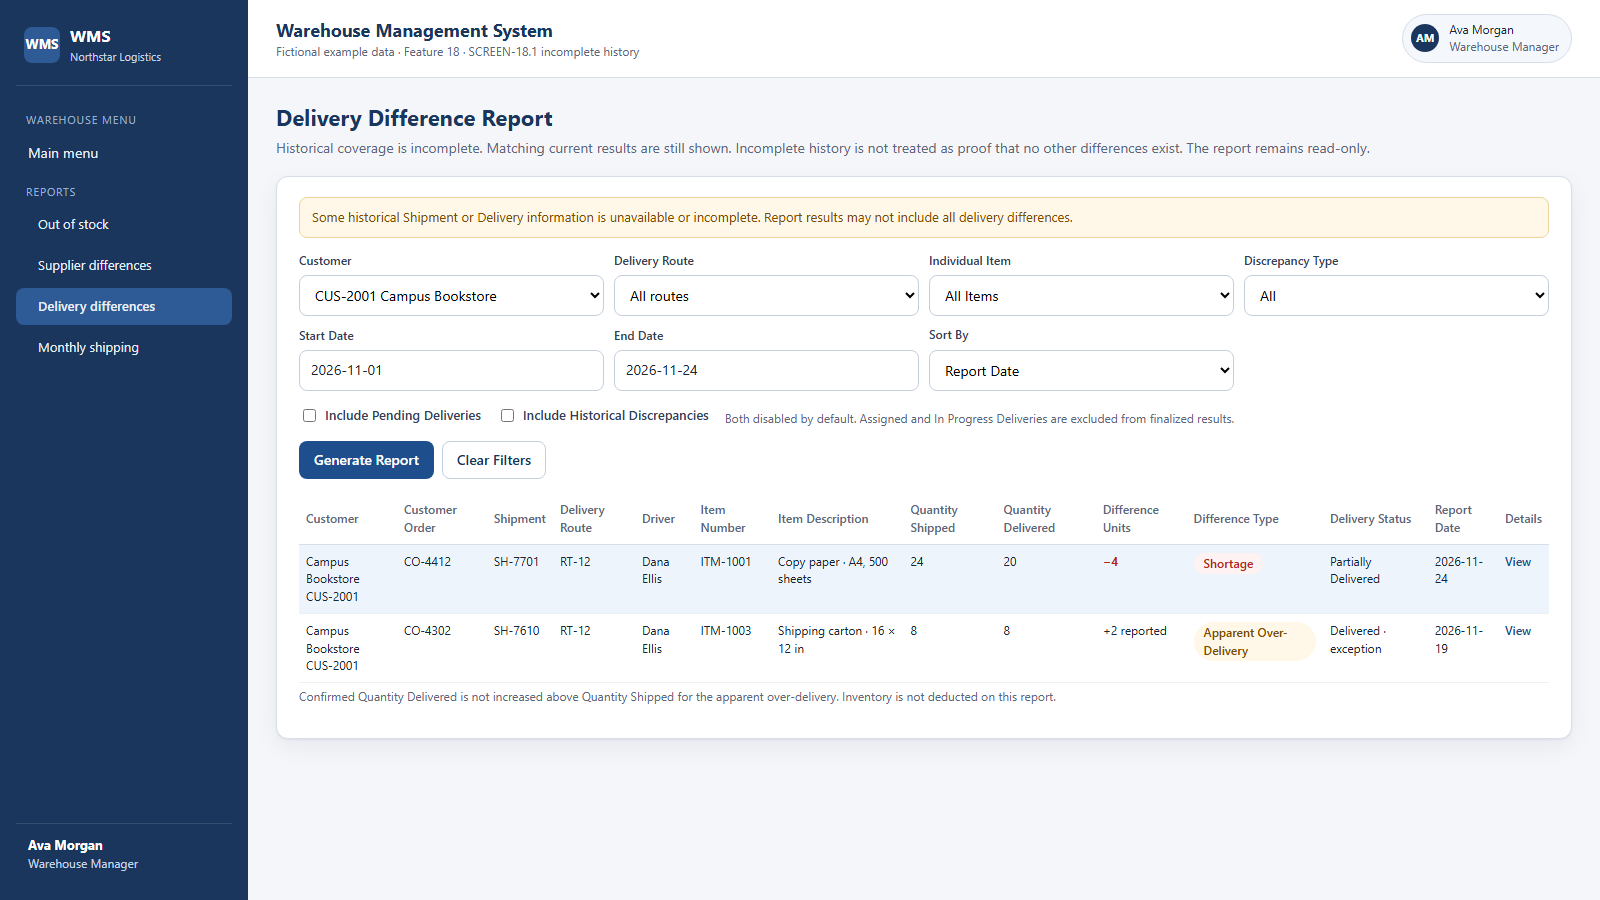 WMS
WMS
Northstar Logistics
WAREHOUSE MENU
Main menu
REPORTS
Out of stock
Supplier differences
Delivery differences
Monthly shipping
Ava Morgan
Warehouse Manager
Warehouse Management System
Fictional example data · Feature 18 · SCREEN-18.1 incomplete history
AM
Ava Morgan
Warehouse Manager
Delivery Difference Report
Historical coverage is incomplete. Matching current results are still shown. Incomplete history is not treated as proof that no other differences exist. The report remains read-only.
Some historical Shipment or Delivery information is unavailable or incomplete. Report results may not include all delivery differences.
Customer
CUS-2001 Campus Bookstore
Delivery Route
All routes
Individual Item
All Items
Discrepancy Type
All
Start Date
2026-11-01
End Date
2026-11-24
Sort By
Report Date
Include Pending Deliveries
Include Historical Discrepancies
Both disabled by default. Assigned and In Progress Deliveries are excluded from finalized results.
Generate Report
Clear Filters
Customer
Customer
Order
Shipment
Delivery
Route
Driver
Item
Number
Item Description
Quantity
Shipped
Quantity
Delivered
Difference
Units
Difference Type
Delivery Status
Report
Date
Details
Campus
Bookstore
CUS-2001
CO-4412
SH-7701
RT-12
Dana
Ellis
ITM-1001
Copy paper · A4, 500
sheets
24
20
−4
Shortage
Partially
Delivered
2026-11-
24
View
Campus
Bookstore
CUS-2001
CO-4302
SH-7610
RT-12
Dana
Ellis
ITM-1003
Shipping carton · 16 ×
12 in
8
8
+2 reported
Apparent Over-
Delivery
Delivered ·
exception
2026-11-
19
View
Confirmed Quantity Delivered is not increased above Quantity Shipped for the apparent over-delivery. Inventory is not deducted on this report.